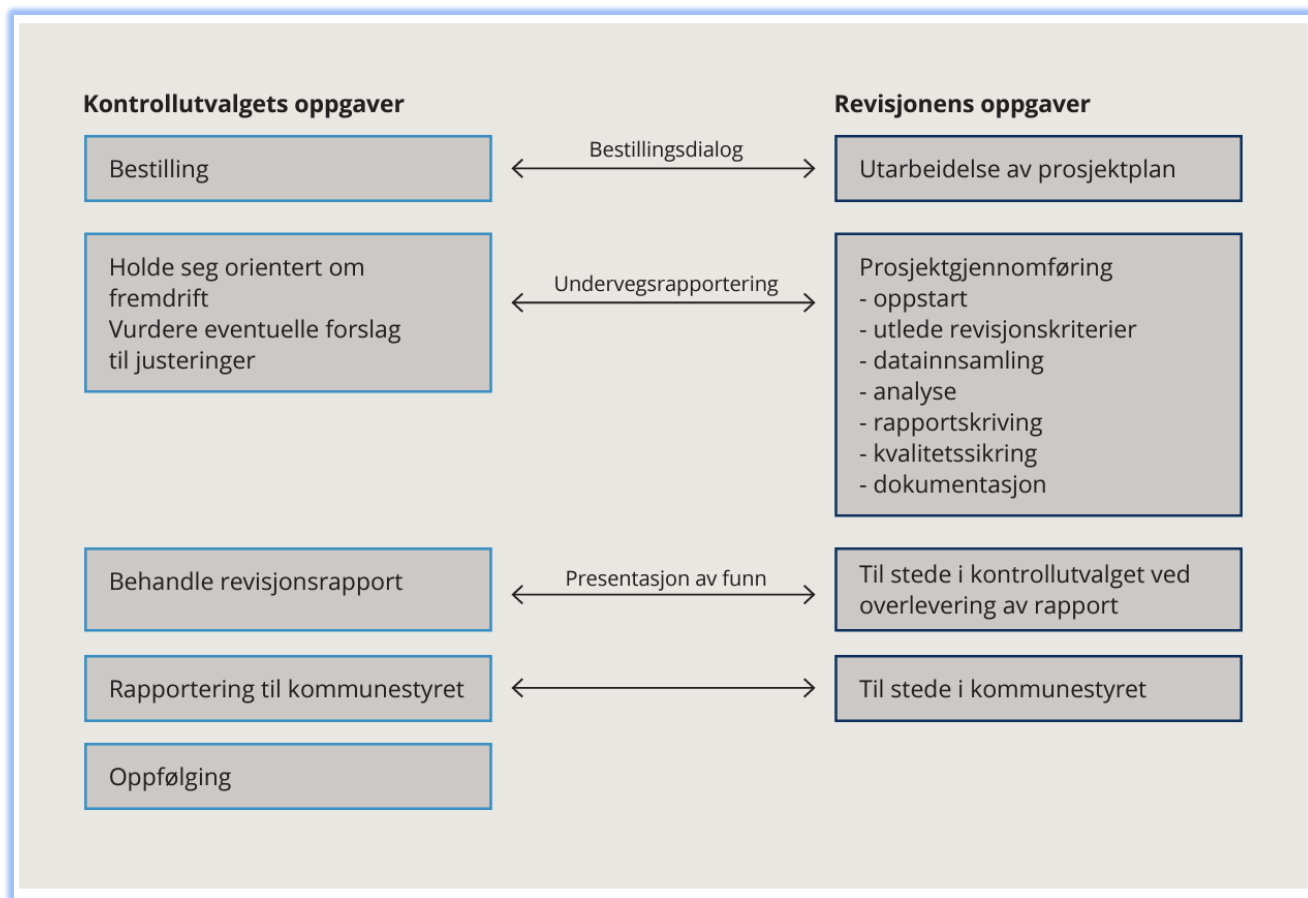 Kontrollutvalgets oppgaver
Revisjonens oppgaver
Bestilling
Bestillingsdialog
Utarbeidelse av prosjektplan
Holde seg orientert om
fremdrift
Vurdere eventuelle forslag
til justeringer
Undervegsrapportering
Prosjektgjennomføring
- oppstart
- utlede revisjonskriterier
- datainnsamling
- analyse
- rapportskriving
- kvalitetssikring
- dokumentasjon
Behandle revisjonsrapport
Presentasjon av funn
Til stede i kontrollutvalget ved
overlevering av rapport
Rapportering til kommunestyret
Til stede i kommunestyret
Oppfølging